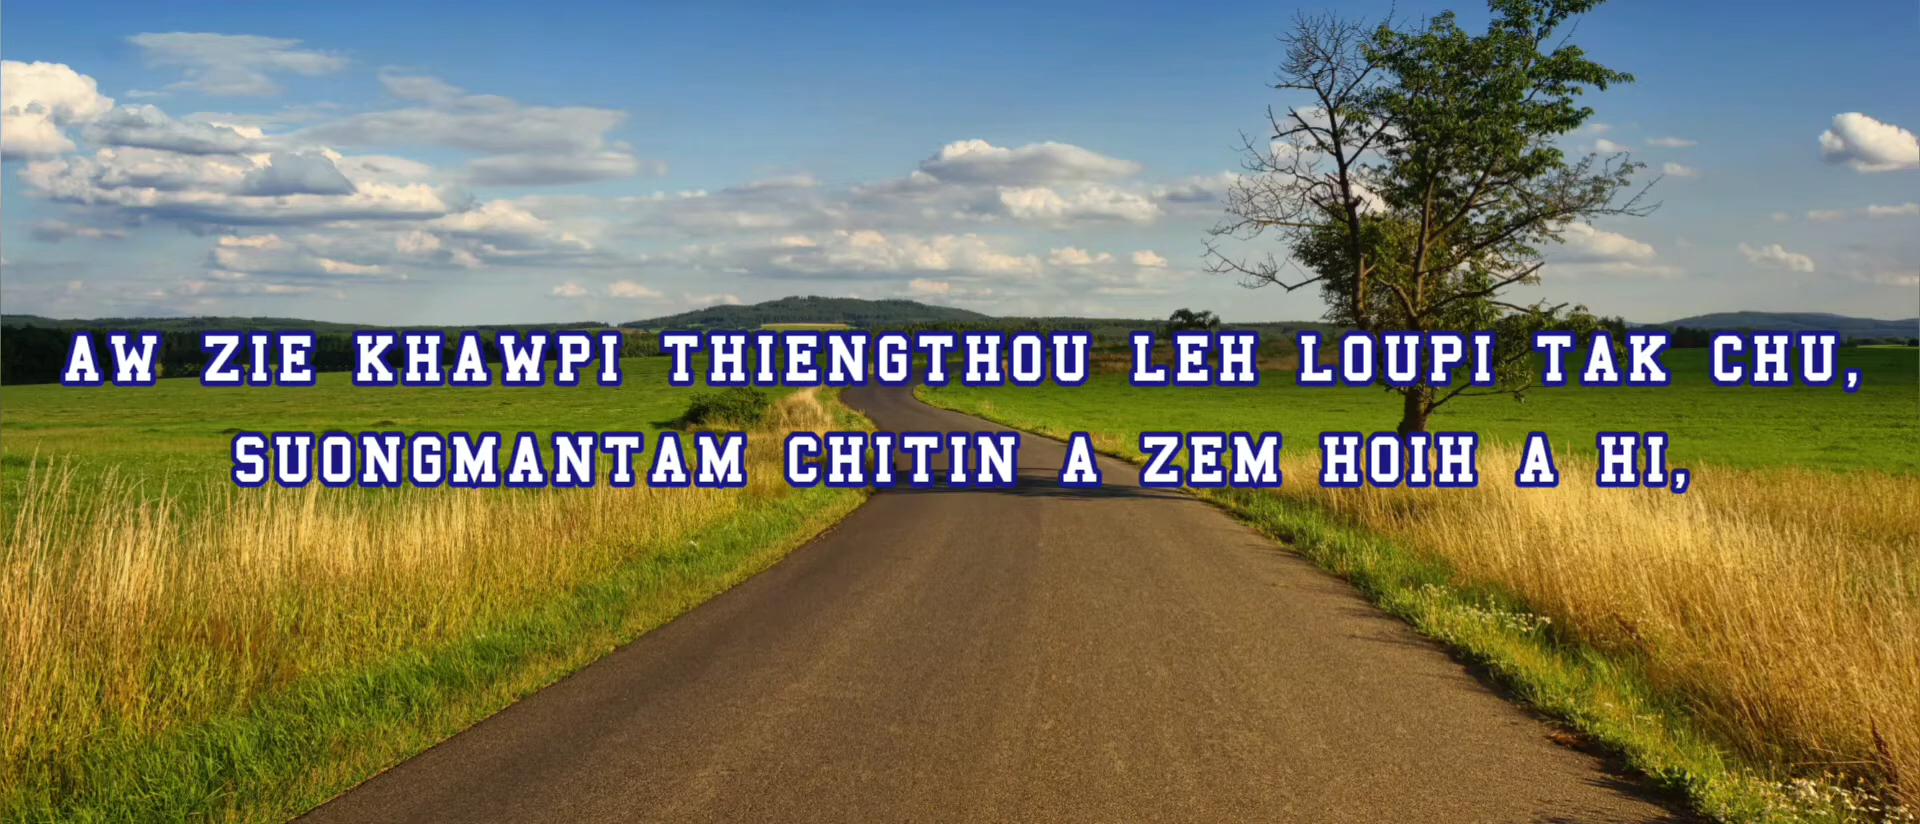 AW ZIE KHAWPI THIENGTHOU LEH LOUPI TAK CHU,
SUONGMANTAM CHITIN A ZEM HOIH A HI,